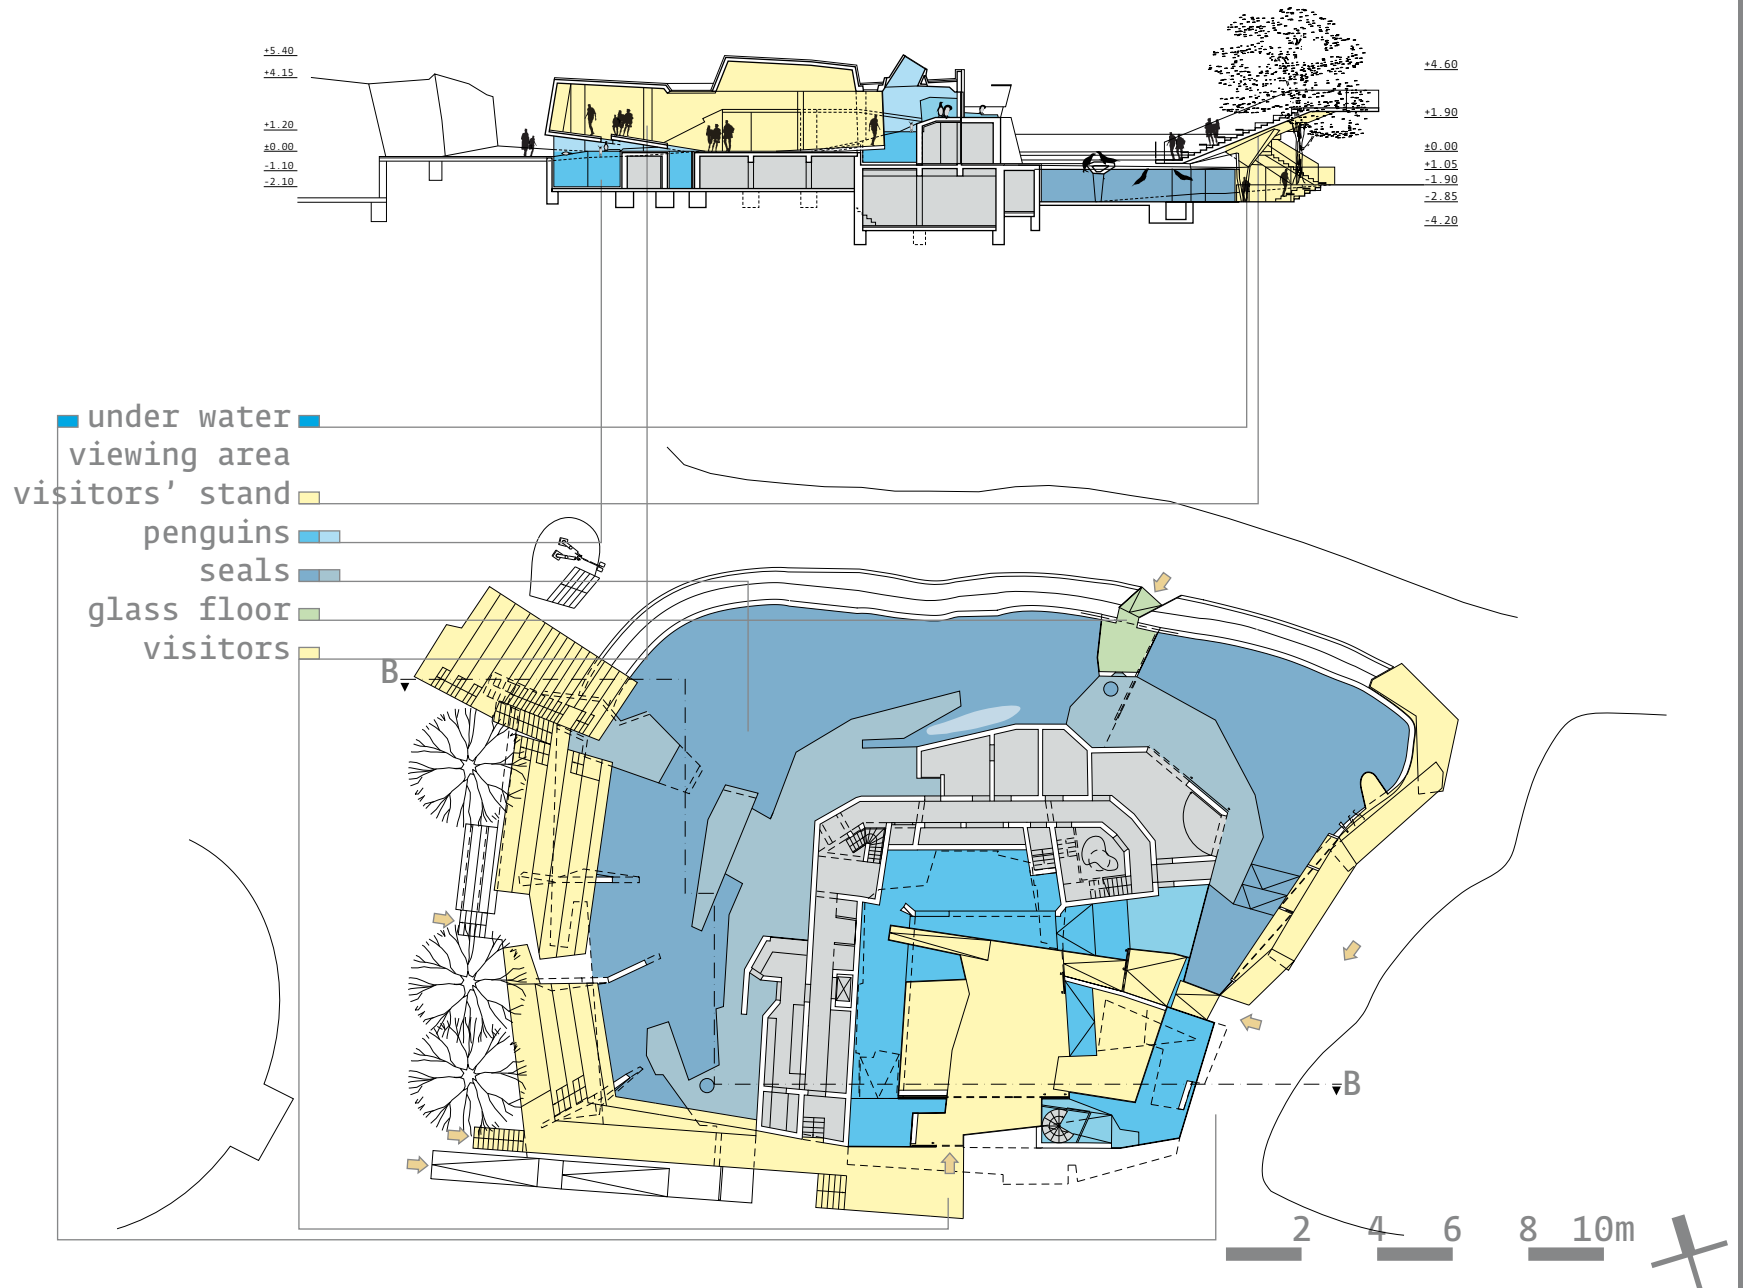 +5.40
+4.15
+1.20
±0.00
-1.10
-2.10
+4.60
+1.90
±0.00
+1.05
-1.90
-2.85
-4.20
under water
viewing area
visitors' stand
penguins
seals
glass floor
visitors
B
B
2 4 6 8 10m